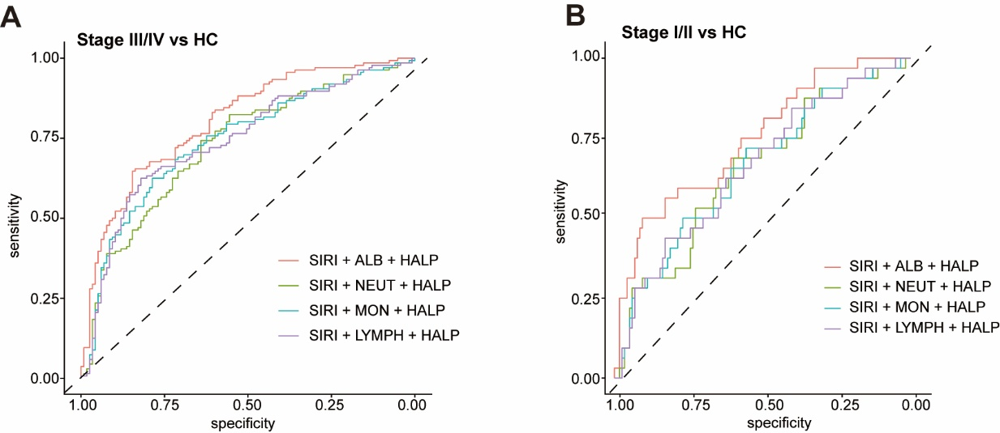 A
Stage III/IV vs HC
1.00
0.75
0.50
0.25
0.00
sensitivity
1.00 0.75 0.50 0.25 0.00
specificity
SIRI + ALB + HALP
SIRI + NEUT + HALP
SIRI + MON + HALP
SIRI + LYMPH + HALP
B
Stage I/II vs HC
1.00
0.75
0.50
0.25
0.00
sensitivity
1.00 0.75 0.50 0.25 0.00
specificity
SIRI + ALB + HALP
SIRI + NEUT + HALP
SIRI + MON + HALP
SIRI + LYMPH + HALP